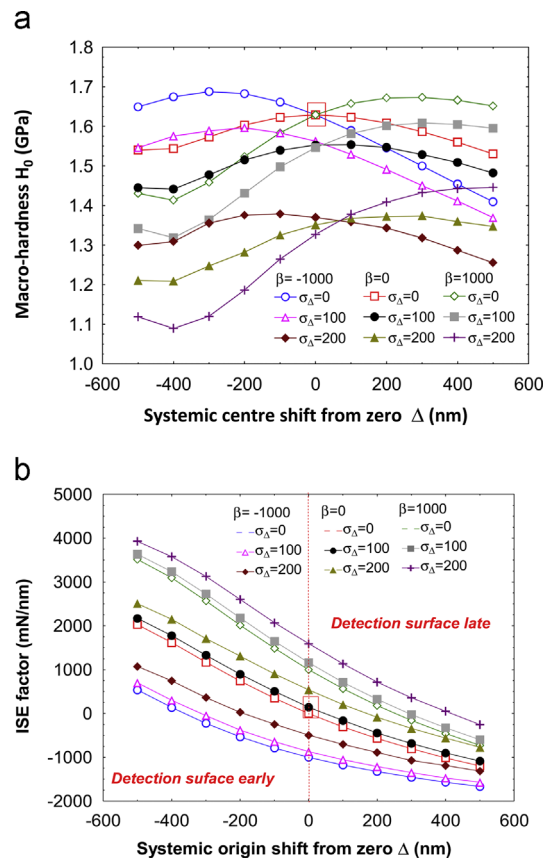 a
Macro-hardness H0 (GPa)
1.8
1.7
1.6
1.5
1.4
1.3
1.2
1.1
1.0
β= -1000 β=0 β=1000
σΔ=0 σΔ=0 σΔ=0
σΔ=100 σΔ=100 σΔ=100
σΔ=200 σΔ=200 σΔ=200
-600 -400 -200 0 200 400 600
Systemic centre shift from zero Δ (nm)
b
ISE factor (mN/nm)
5000
4000
3000
2000
1000
0
-1000
-2000
β= -1000 β=0 β=1000
σΔ=0 σΔ=0 σΔ=0
σΔ=100 σΔ=100 σΔ=100
σΔ=200 σΔ=200 σΔ=200
Detection surface late
Detection suface early
-600 -400 -200 0 200 400 600
Systemic origin shift from zero Δ (nm)